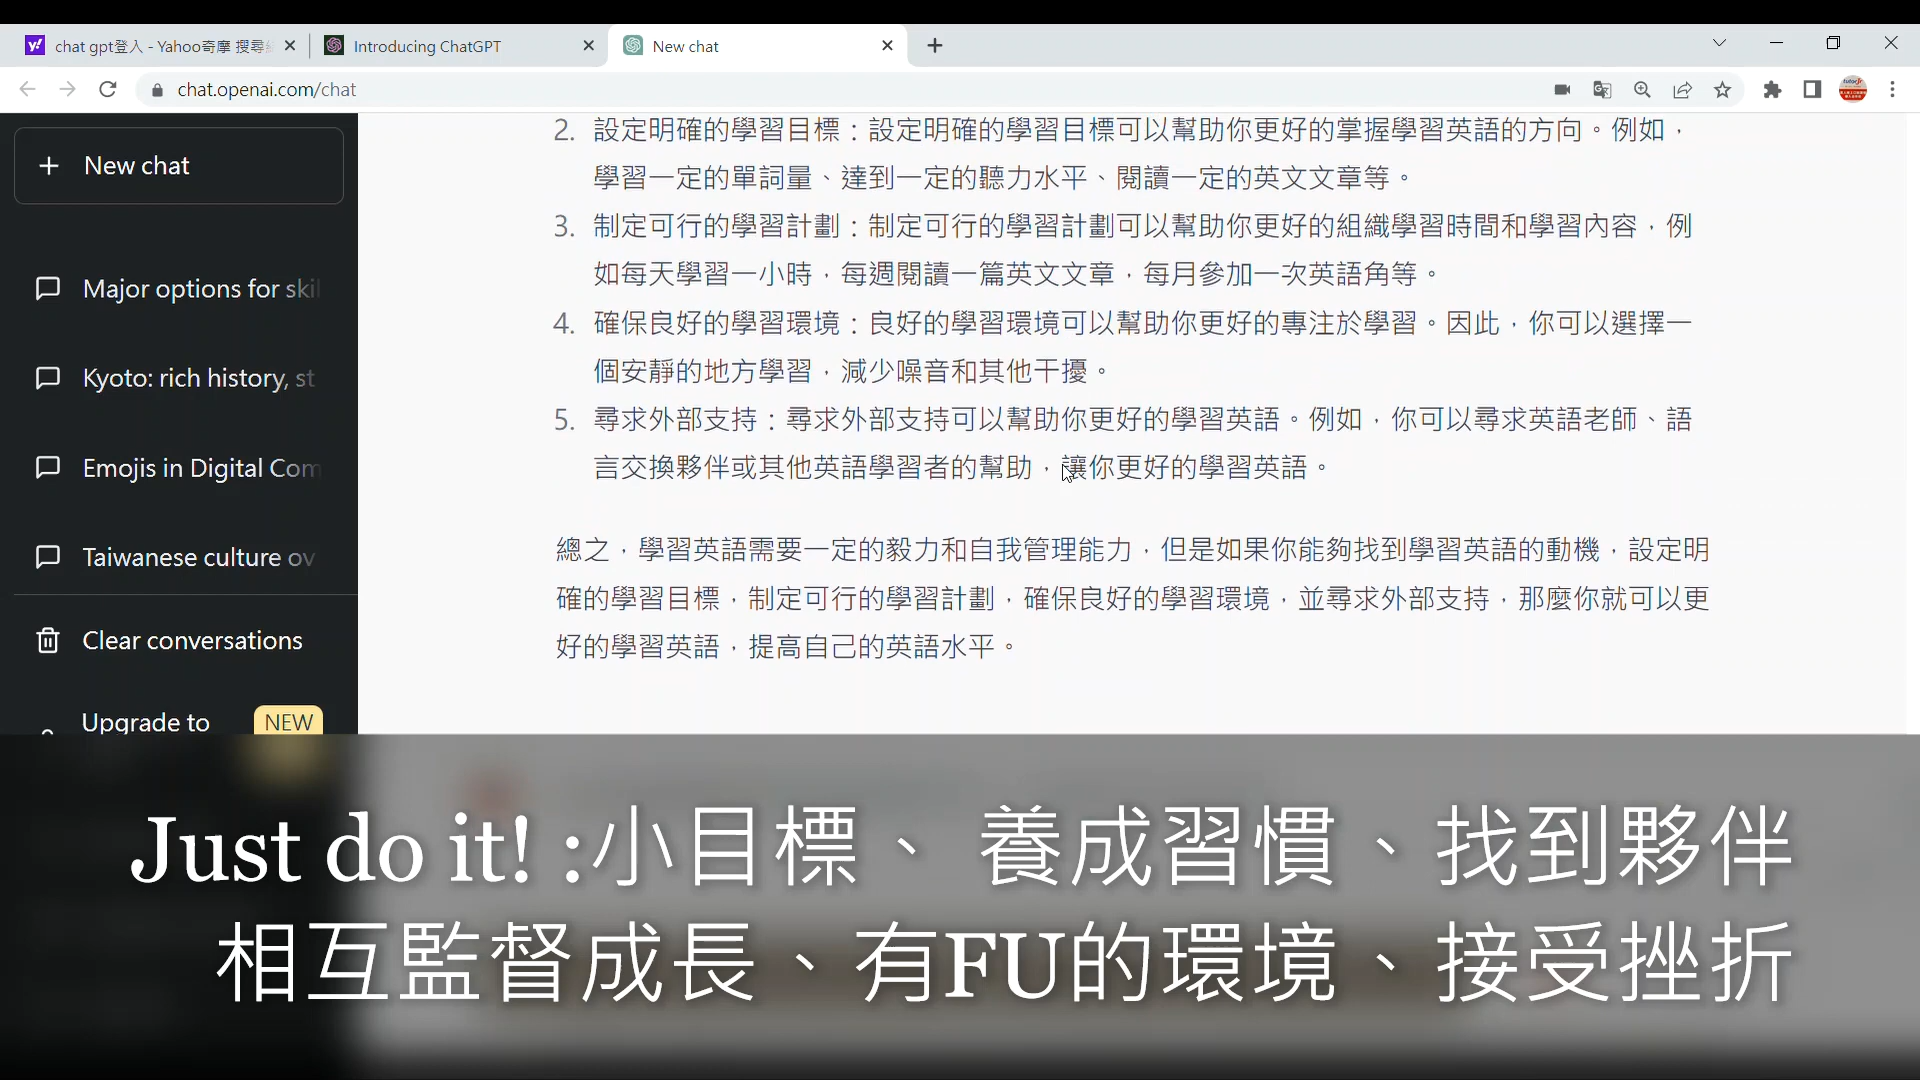 chat gpt登入 - Yahoo奇摩 搜尋
Introducing ChatGPT
New chat
chat.openai.com/chat
New chat
Major options for skil
Kyoto: rich history, st
Emojis in Digital Com
Taiwanese culture ov
Clear conversations
Upgrade to
NEW
2. 設定明確的學習目標：設定明確的學習目標可以幫助你更好的掌握學習英語的方向。例如，
學習一定的單詞量、達到一定的聽力水平、閱讀一定的英文文章等。
3. 制定可行的學習計劃：制定可行的學習計劃可以幫助你更好的組織學習時間和學習內容，例
如每天學習一小時，每週閱讀一篇英文文章，每月參加一次英語角等。
4. 確保良好的學習環境：良好的學習環境可以幫助你更好的專注於學習。因此，你可以選擇一
個安靜的地方學習，減少噪音和其他干擾。
5. 尋求外部支持：尋求外部支持可以幫助你更好的學習英語。例如，你可以尋求英語老師、語
言交換夥伴或其他英語學習者的幫助，讓你更好的學習英語。
總之，學習英語需要一定的毅力和自我管理能力，但是如果你能夠找到學習英語的動機，設定明
確的學習目標，制定可行的學習計劃，確保良好的學習環境，並尋求外部支持，那麼你就可以更
好的學習英語，提高自己的英語水平。
Just do it! :小目標、 養成習慣、找到夥伴
相互監督成長、有FU的環境、接受挫折